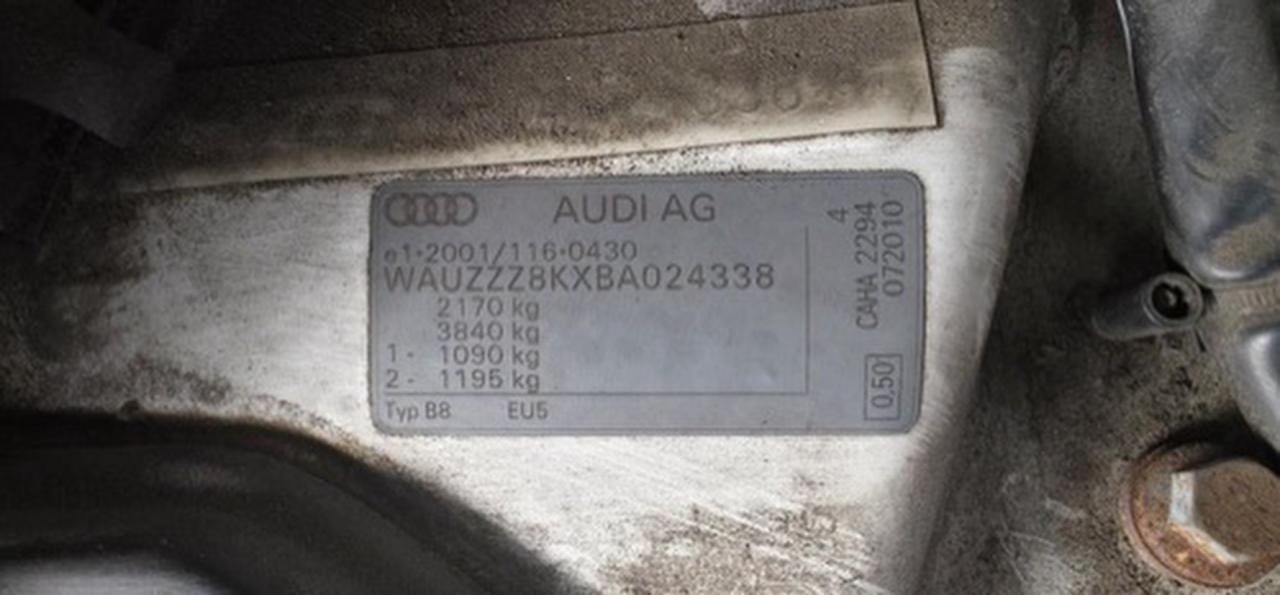 AUDI AG
e1*2001/116*0430
WAUZZZ8KXBA024338
2170 kg
3840 kg
1- 1090 kg
2- 1195 kg
Typ B8 EU5
4
CAHA 2294
072010
0,50